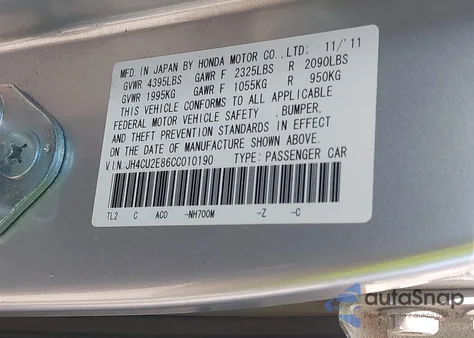 MFD. IN JAPAN BY HONDA MOTOR CO., LTD: 11/'11
GVWR 4395LBS GAWR F 2325LBS R 2090LBS
GVWR 1995KG GAWR F 1055KG R 950KG
THIS VEHICLE CONFORMS TO ALL APPLICABLE
FEDERAL MOTOR VEHICLE SAFETY , BUMPER,
AND THEFT PREVENTION STANDARDS IN EFFECT
ON THE DATE OF MANUFACTURE SHOWN ABOVE.
V.I.N:JH4CU2E86CC010190 TYPE: PASSENGER CAR
TL2 C AC0 -NH700M -Z -C
autoSnap